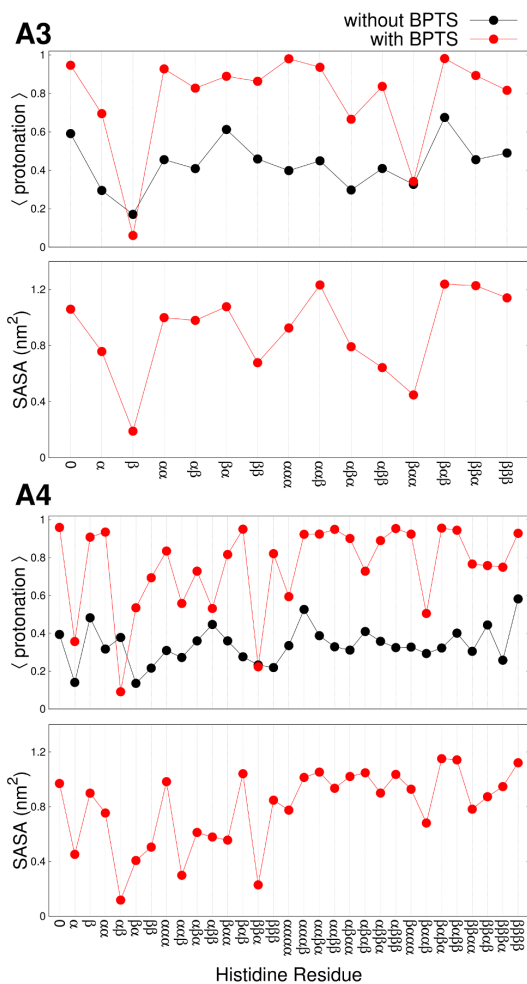 without BPTS
with BPTS
A3
⟨ protonation ⟩
1
0.8
0.6
0.4
0.2
0
SASA (nm²)
1.2
0.8
0.4
0
0 α β αα αβ βα ββ ααα ααβ αβα αββ βαα βαβ ββα βββ
A4
⟨ protonation ⟩
1
0.8
0.6
0.4
0.2
0
SASA (nm²)
1.2
0.8
0.4
0
0 α β αα αβ βα ββ ααα ααβ αβα αββ βαα βαβ ββα βββ αααα αααβ ααβα ααββ αβαα αβαβ αββα αβββ βααα βααβ βαβα βαββ ββαα ββαβ βββα ββββ
Histidine Residue